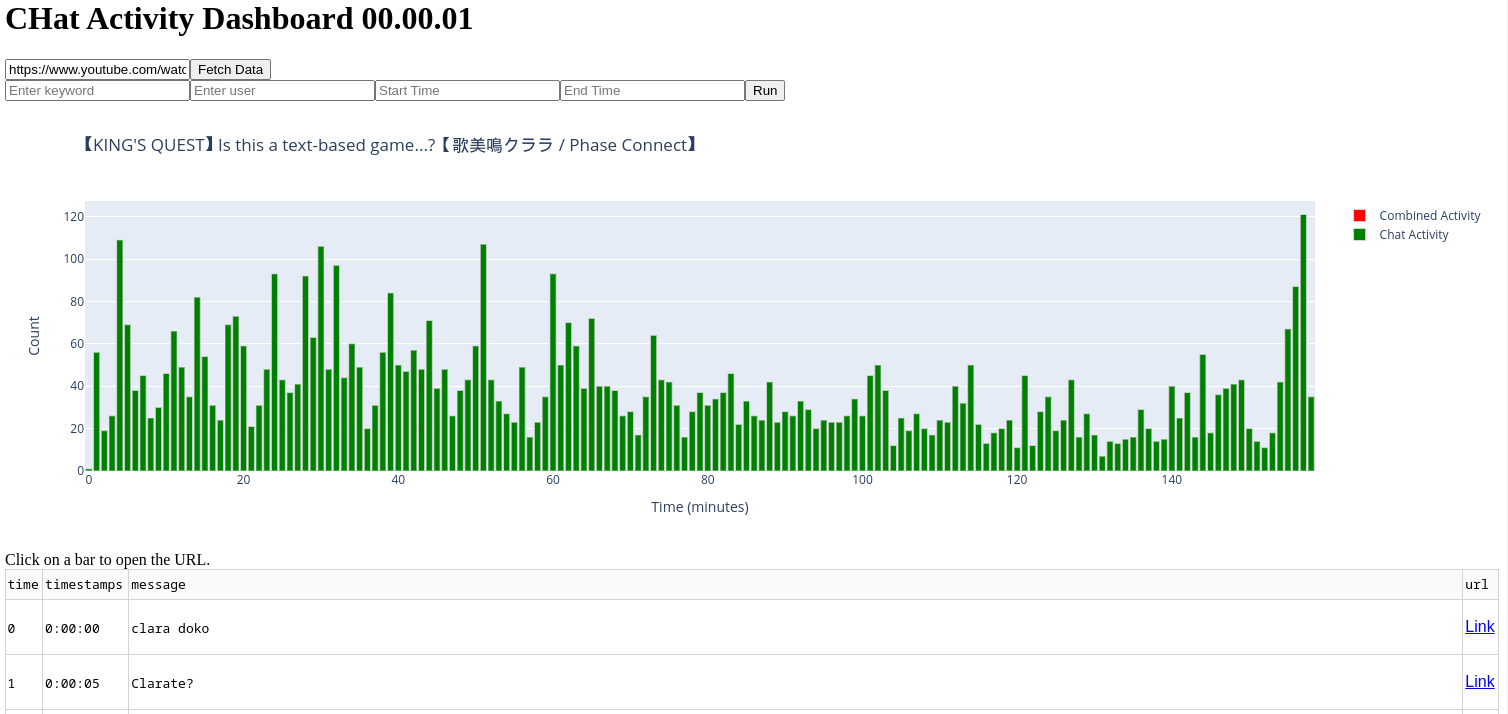 CHat Activity Dashboard 00.00.01
https://www.youtube.com/watc Fetch Data
Enter keyword Enter user Start Time End Time Run
【KING'S QUEST】Is this a text-based game...?【歌美鳴クララ / Phase Connect】
120
100
80
60
40
20
0
Count
0 20 40 60 80 100 120 140
Time (minutes)
Combined Activity
Chat Activity
Click on a bar to open the URL.
time timestamps message url
0 0:00:00 clara doko Link
1 0:00:05 Clarate? Link